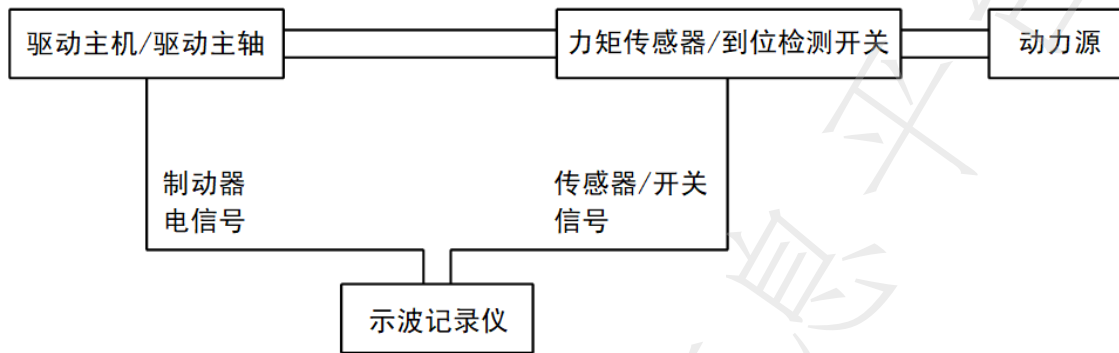 驱动主机/驱动主轴
力矩传感器/到位检测开关
动力源
制动器
电信号
传感器/开关
信号
示波记录仪